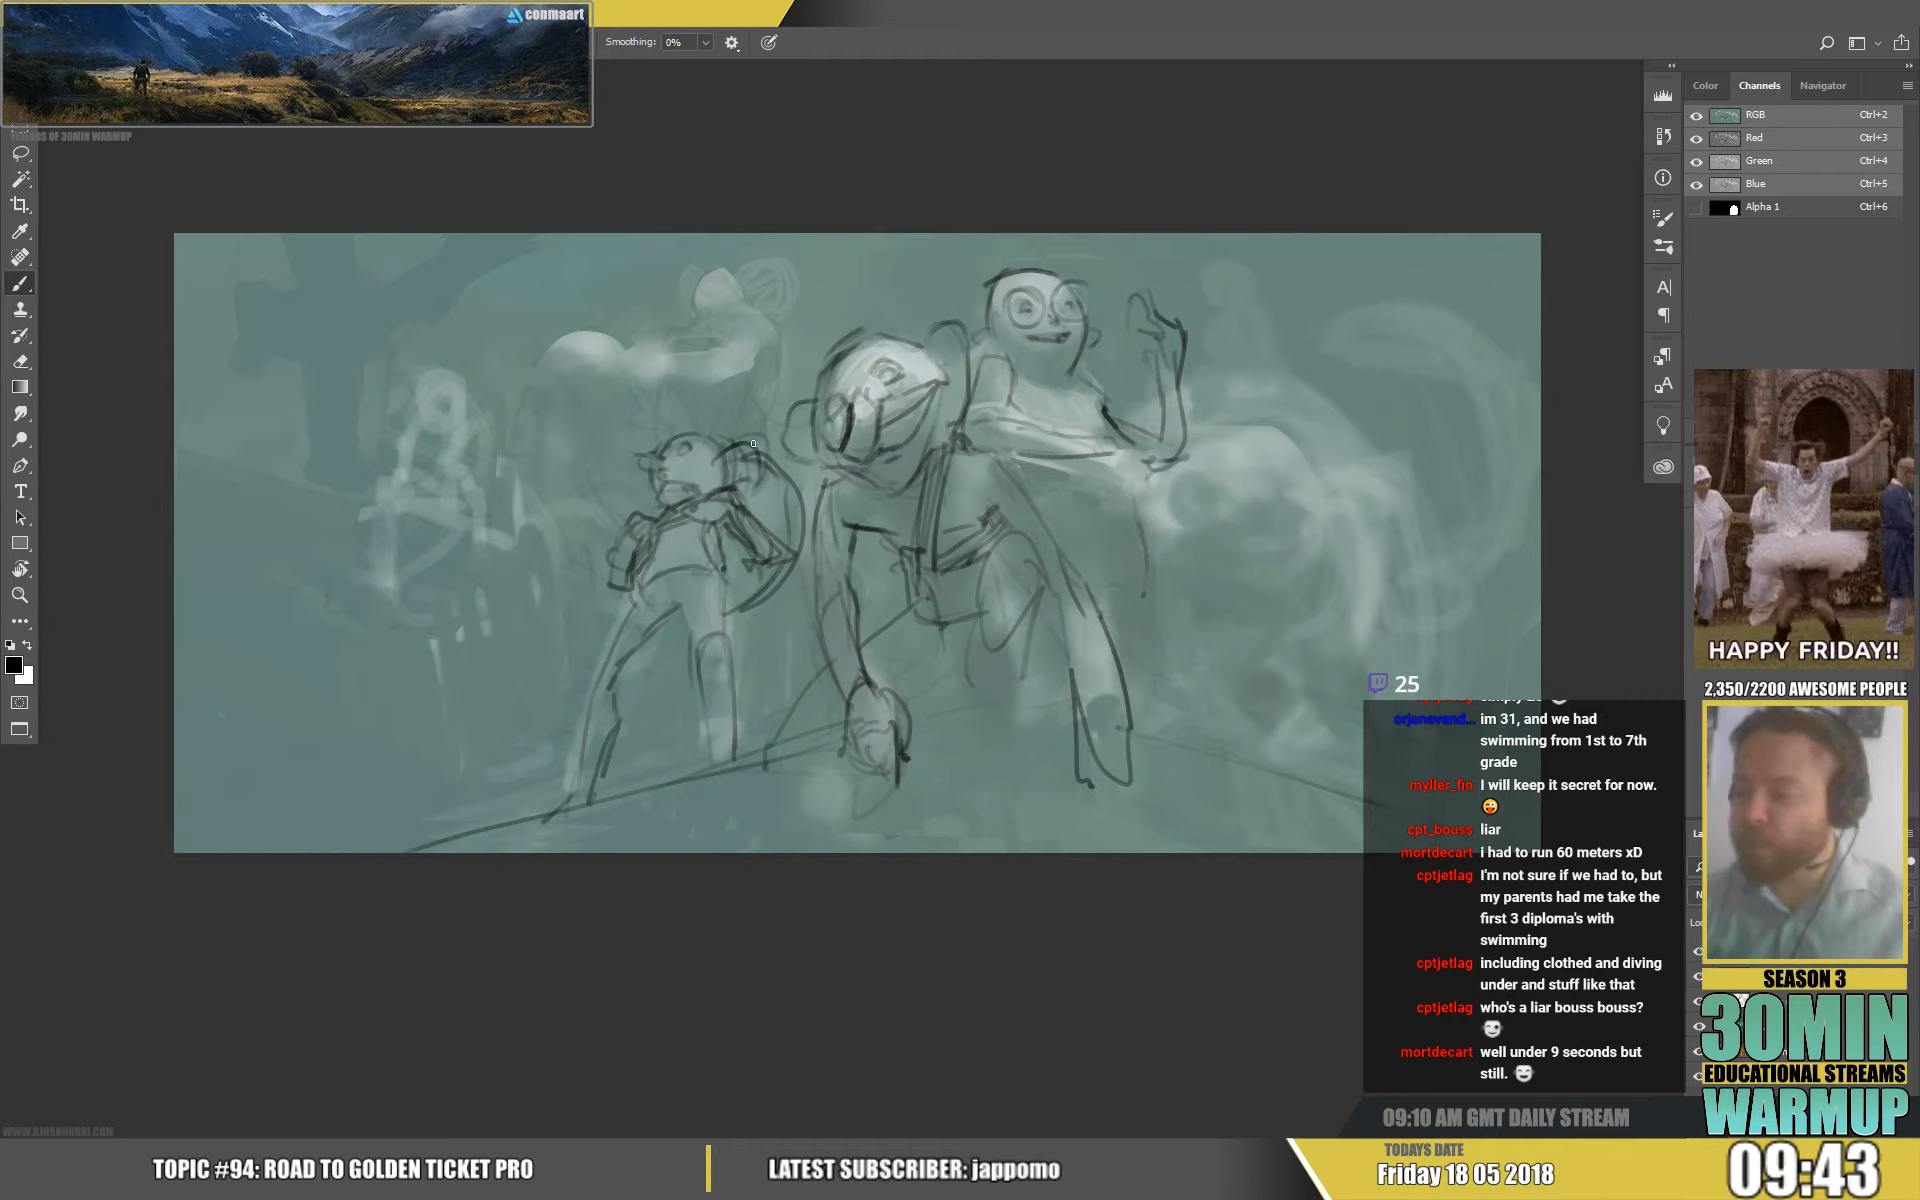 conmaart
Smoothing: 0%
OF 30MIN WARMUP
Color
Channels
Navigator
RGB
Ctrl+2
Red
Ctrl+3
Green
Ctrl+4
Blue
Ctrl+5
Alpha 1
Ctrl+6
HAPPY FRIDAY!!
2,350/2200 AWESOME PEOPLE
25
orjansvend... im 31, and we had
swimming from 1st to 7th
grade
myller_fin I will keep it secret for now.
cpt_bouss liar
mortdecart i had to run 60 meters xD
cptjetlag I'm not sure if we had to, but
my parents had me take the
first 3 diploma's with
swimming
cptjetlag including clothed and diving
under and stuff like that
cptjetlag who's a liar bouss bouss?
mortdecart well under 9 seconds but
still.
SEASON 3
30MIN
EDUCATIONAL STREAMS
WARMUP
09:10 AM GMT DAILY STREAM
TOPIC #94: ROAD TO GOLDEN TICKET PRO
LATEST SUBSCRIBER: jappomo
TODAYS DATE
Friday 18 05 2018
09:43